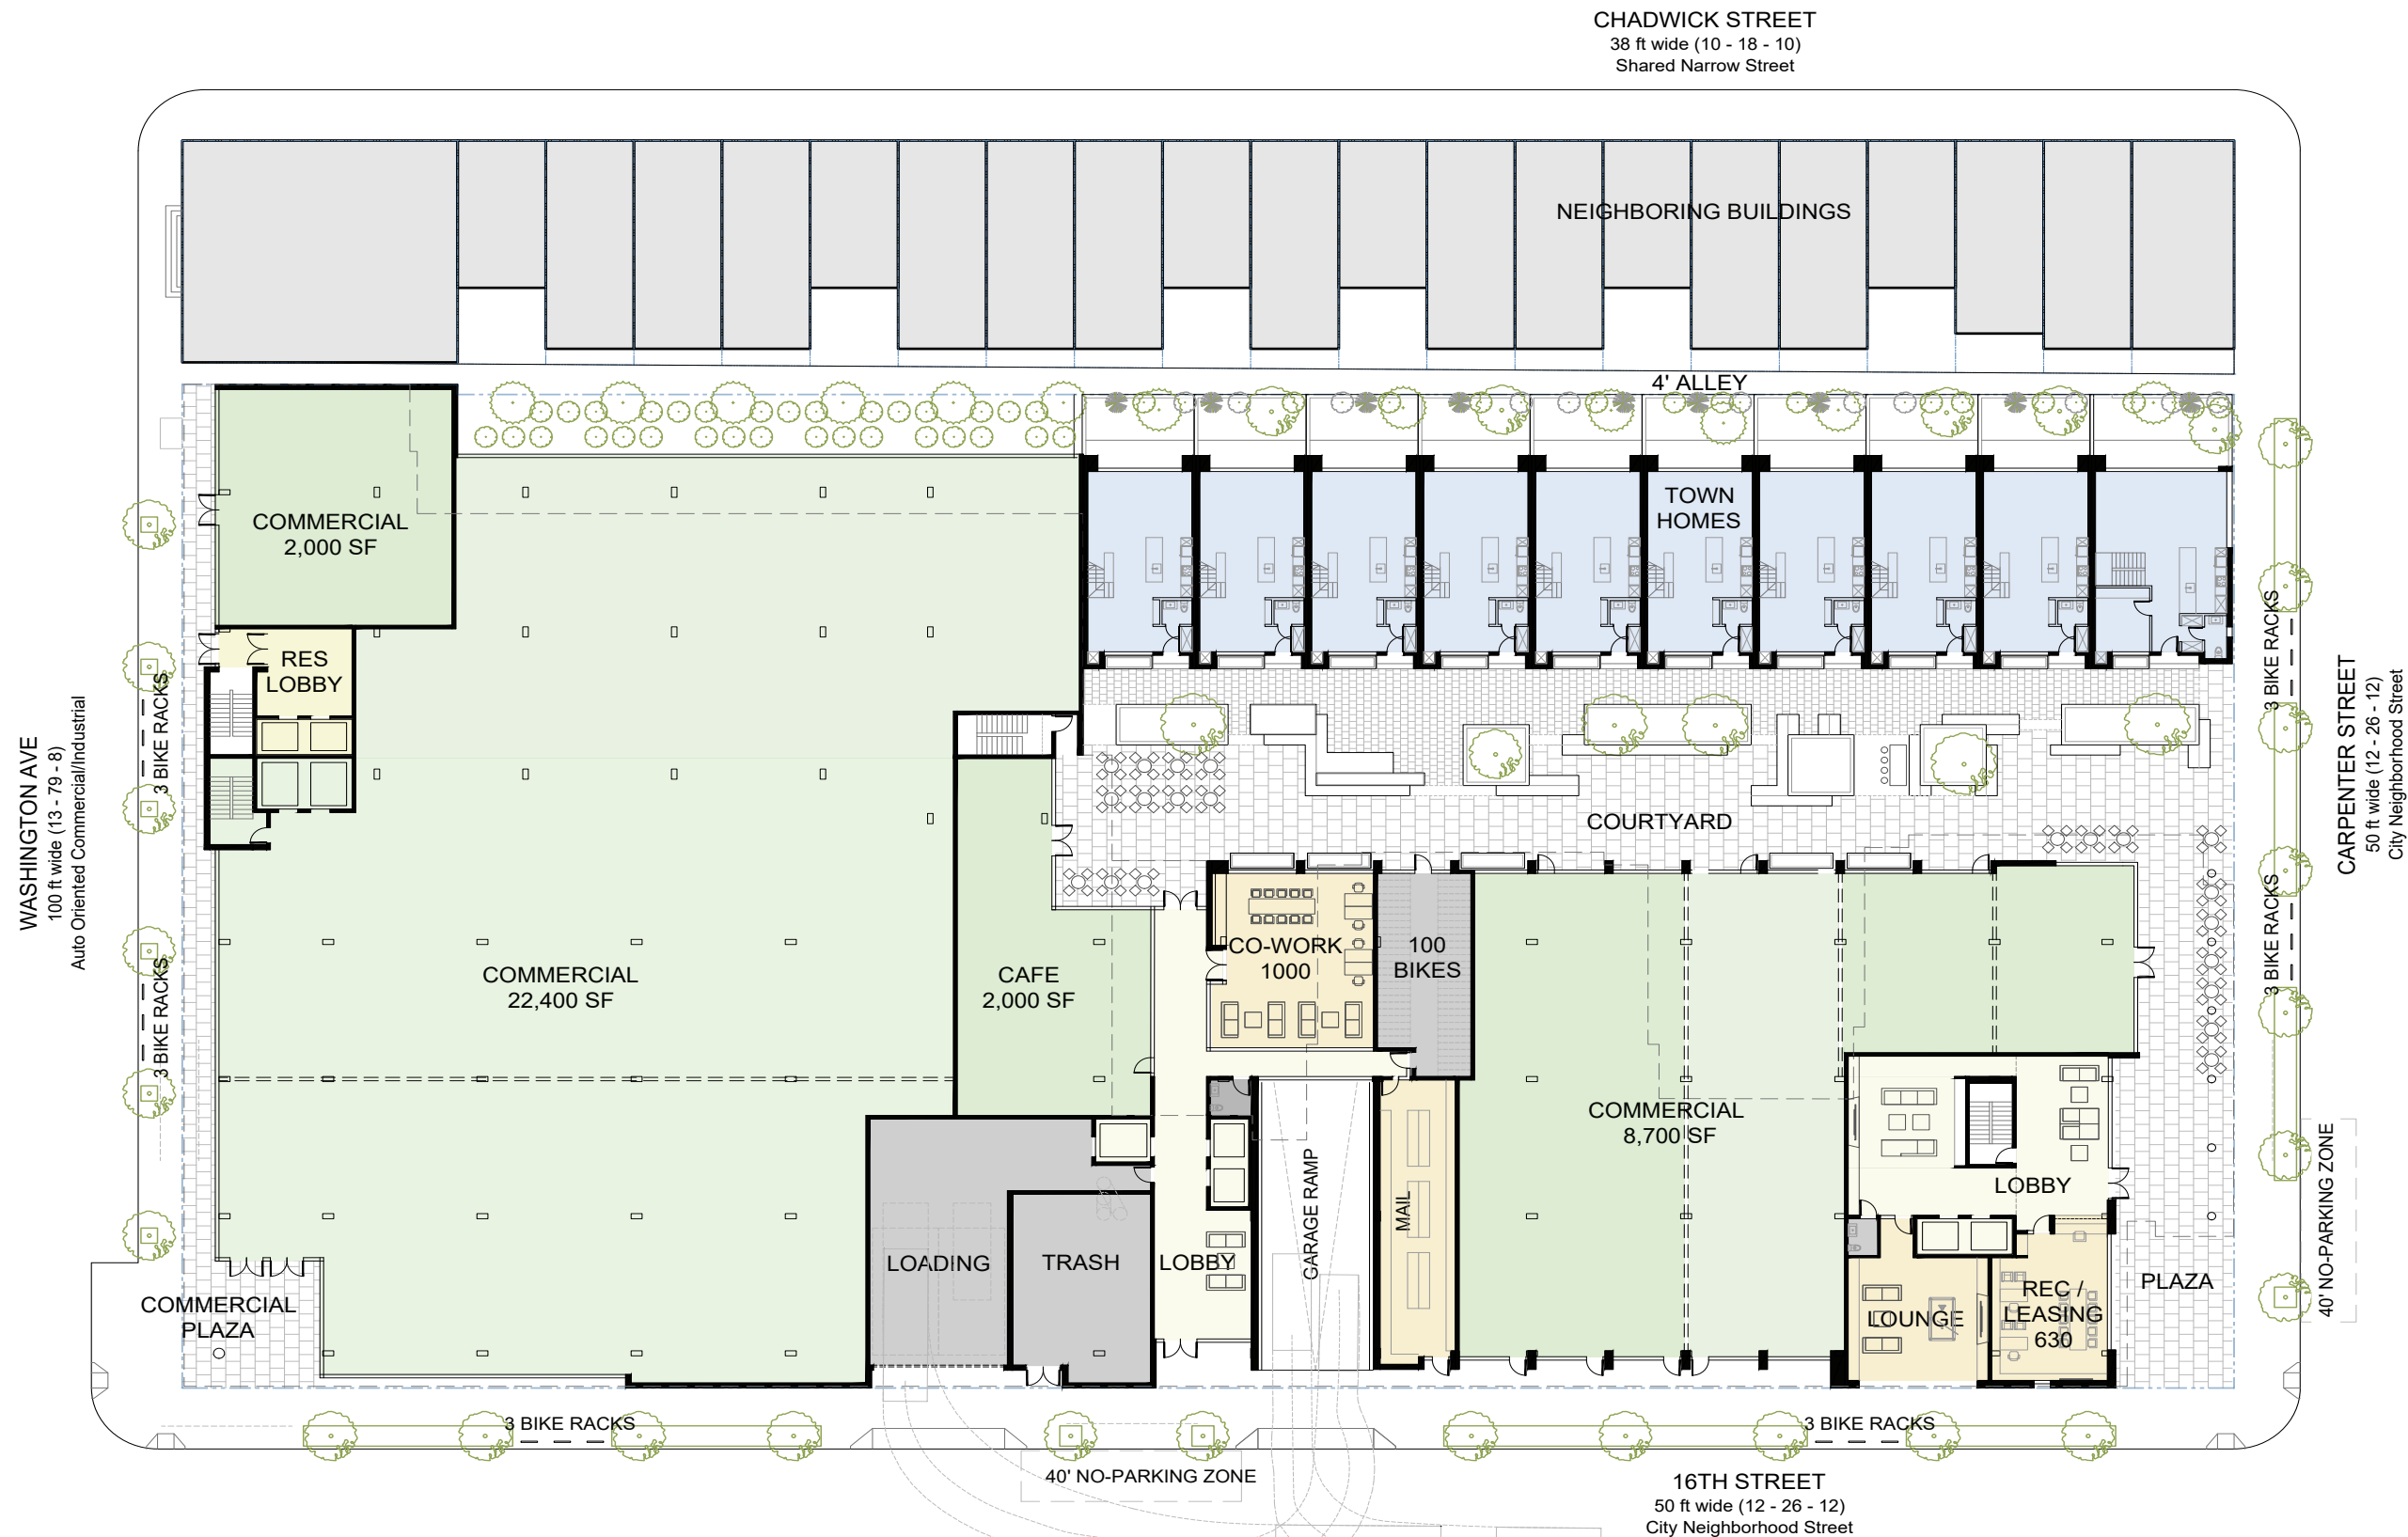 CHADWICK STREET
38 ft wide (10 - 18 - 10)
Shared Narrow Street
NEIGHBORING BUILDINGS
4' ALLEY
TOWN
HOMES
COMMERCIAL
2,000 SF
RES
LOBBY
3 BIKE RACKS
3 BIKE RACKS
WASHINGTON AVE
100 ft wide (13 - 79 - 8)
Auto Oriented Commercial/Industrial
3 BIKE RACKS
3 BIKE RACKS
CARPENTER STREET
50 ft wide (12 - 26 - 12)
City Neighborhood Street
COURTYARD
COMMERCIAL
22,400 SF
CAFE
2,000 SF
CO-WORK
1000
100
BIKES
COMMERCIAL
8,700 SF
LOBBY
40' NO-PARKING ZONE
MAIL
GARAGE RAMP
LOADING
TRASH
LOBBY
LOUNGE
REC /
LEASING
630
PLAZA
COMMERCIAL
PLAZA
3 BIKE RACKS
3 BIKE RACKS
40' NO-PARKING ZONE
16TH STREET
50 ft wide (12 - 26 - 12)
City Neighborhood Street